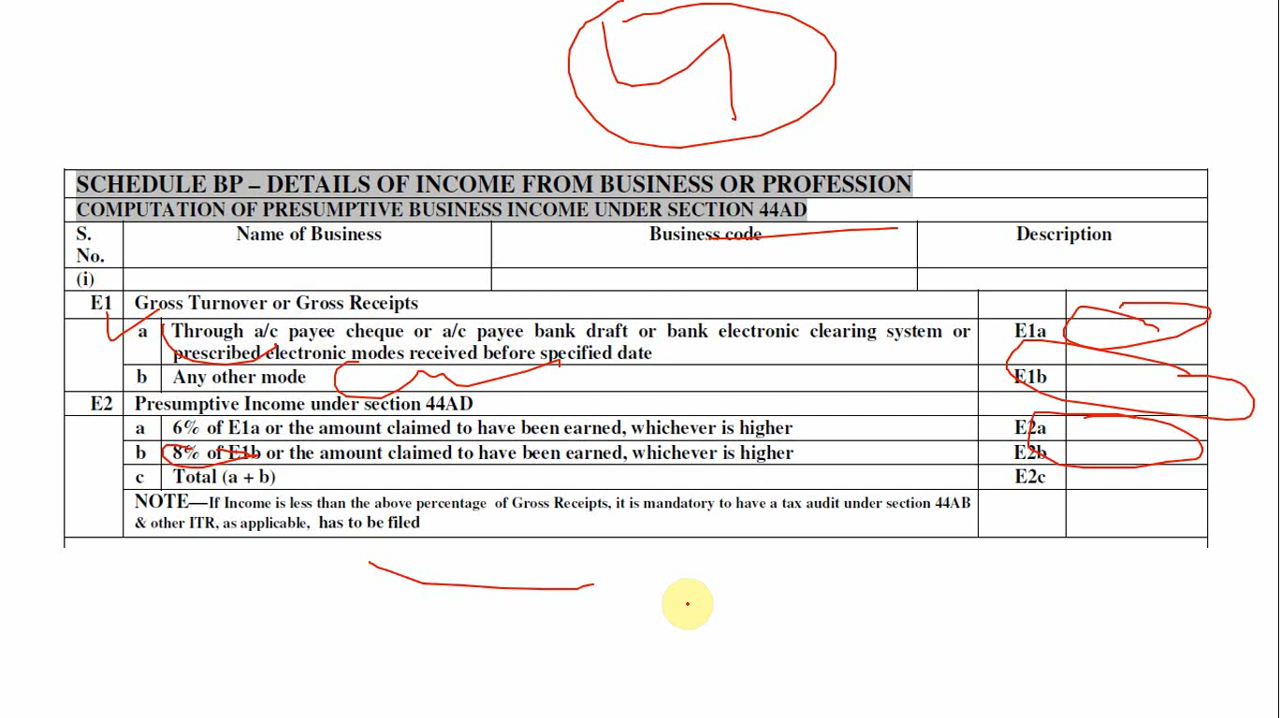 SCHEDULE BP – DETAILS OF INCOME FROM BUSINESS OR PROFESSION
COMPUTATION OF PRESUMPTIVE BUSINESS INCOME UNDER SECTION 44AD
S. No. Name of Business Business code Description
(i)
E1 Gross Turnover or Gross Receipts
a Through a/c payee cheque or a/c payee bank draft or bank electronic clearing system or E1a
prescribed electronic modes received before specified date
b Any other mode E1b
E2 Presumptive Income under section 44AD
a 6% of E1a or the amount claimed to have been earned, whichever is higher E2a
b 8% of E1b or the amount claimed to have been earned, whichever is higher E2b
c Total (a + b) E2c
NOTE—If Income is less than the above percentage of Gross Receipts, it is mandatory to have a tax audit under section 44AB
& other ITR, as applicable, has to be filed